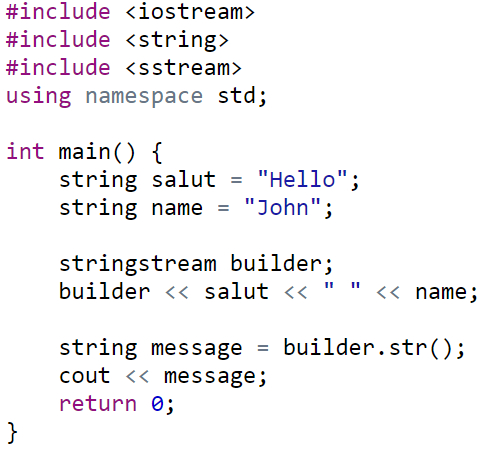 #include <iostream>
#include <string>
#include <sstream>
using namespace std;

int main() {
    string salut = "Hello";
    string name = "John";

    stringstream builder;
    builder << salut << " " << name;

    string message = builder.str();
    cout << message;
    return 0;
}